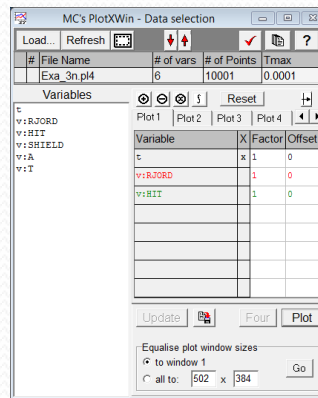 MC's PlotXWin - Data selection
Load... Refresh ?
# File Name # of vars # of Points Tmax
Exa_3n.pl4 6 10001 0.0001
Variables
Reset
t
v:RJORD
v:HIT
v:SHIELD
v:A
v:T
Plot 1 Plot 2 Plot 3 Plot 4
Variable X Factor Offset
t x 1 0
v:RJORD 1 0
v:HIT 1 0
Update Four Plot
Equalise plot window sizes
to window 1
all to: 502 x 384
Go